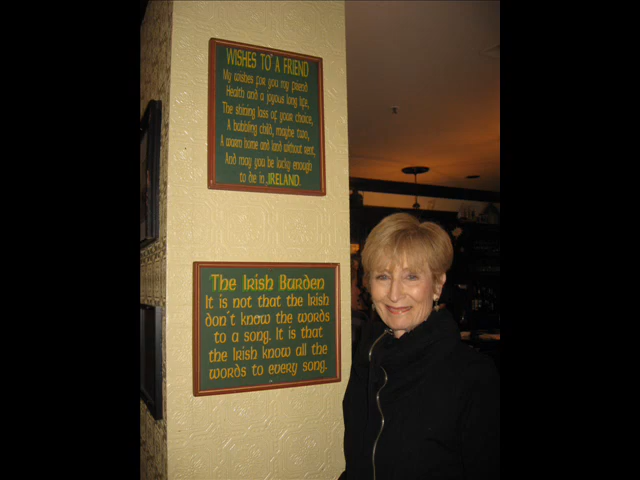 WISHES TO A FRIEND
My wishes for you my friend
Health and a joyous long life,
The shining lass of your choice,
A bubbling child, maybe two,
A warm home and land without rent,
And may you be lucky enough
to die in IRELAND.
The Irish Burden
It is not that the Irish
don't know the words
to a song. It is that
the Irish know all the
words to every song.